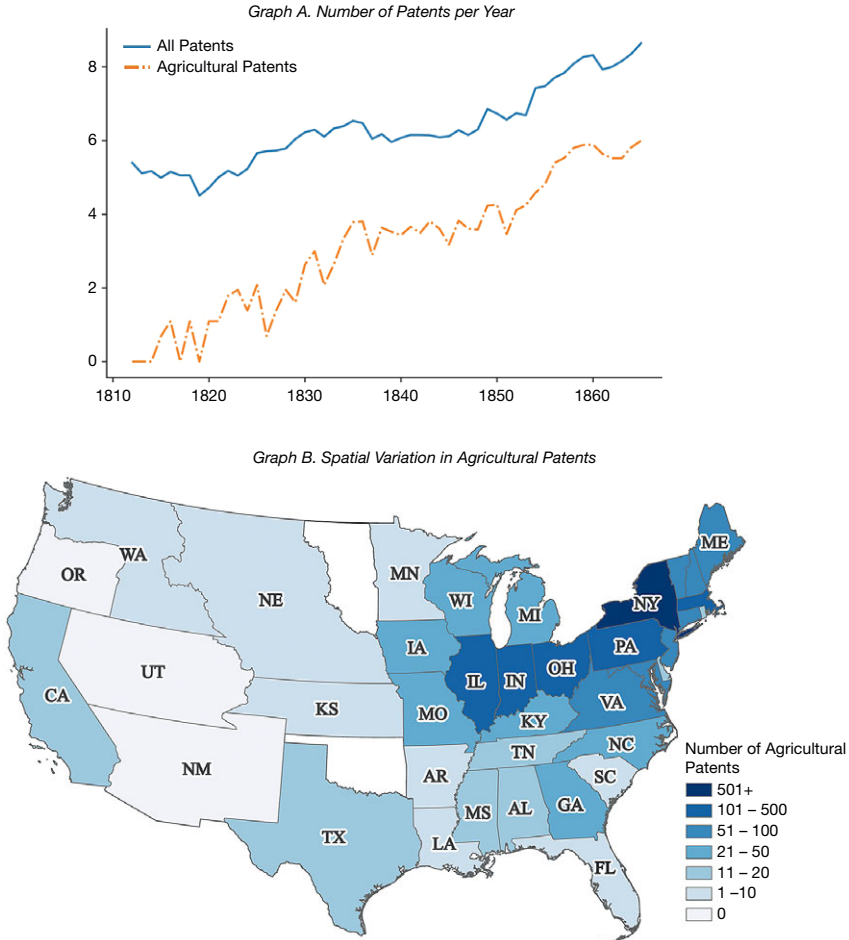 Graph A. Number of Patents per Year
All Patents
Agricultural Patents
8
6
4
2
0
1810 1820 1830 1840 1850 1860
Graph B. Spatial Variation in Agricultural Patents
ME
WA
OR
MN
NE
NY
WI
MI
IA
PA
UT
IL
IN
OH
CA
KS
MO
VA
KY
NC
TN
NM
AR
SC
MS
AL
GA
TX
LA
FL
Number of Agricultural
Patents
501+
101 – 500
51 – 100
21 – 50
11 – 20
1 –10
0